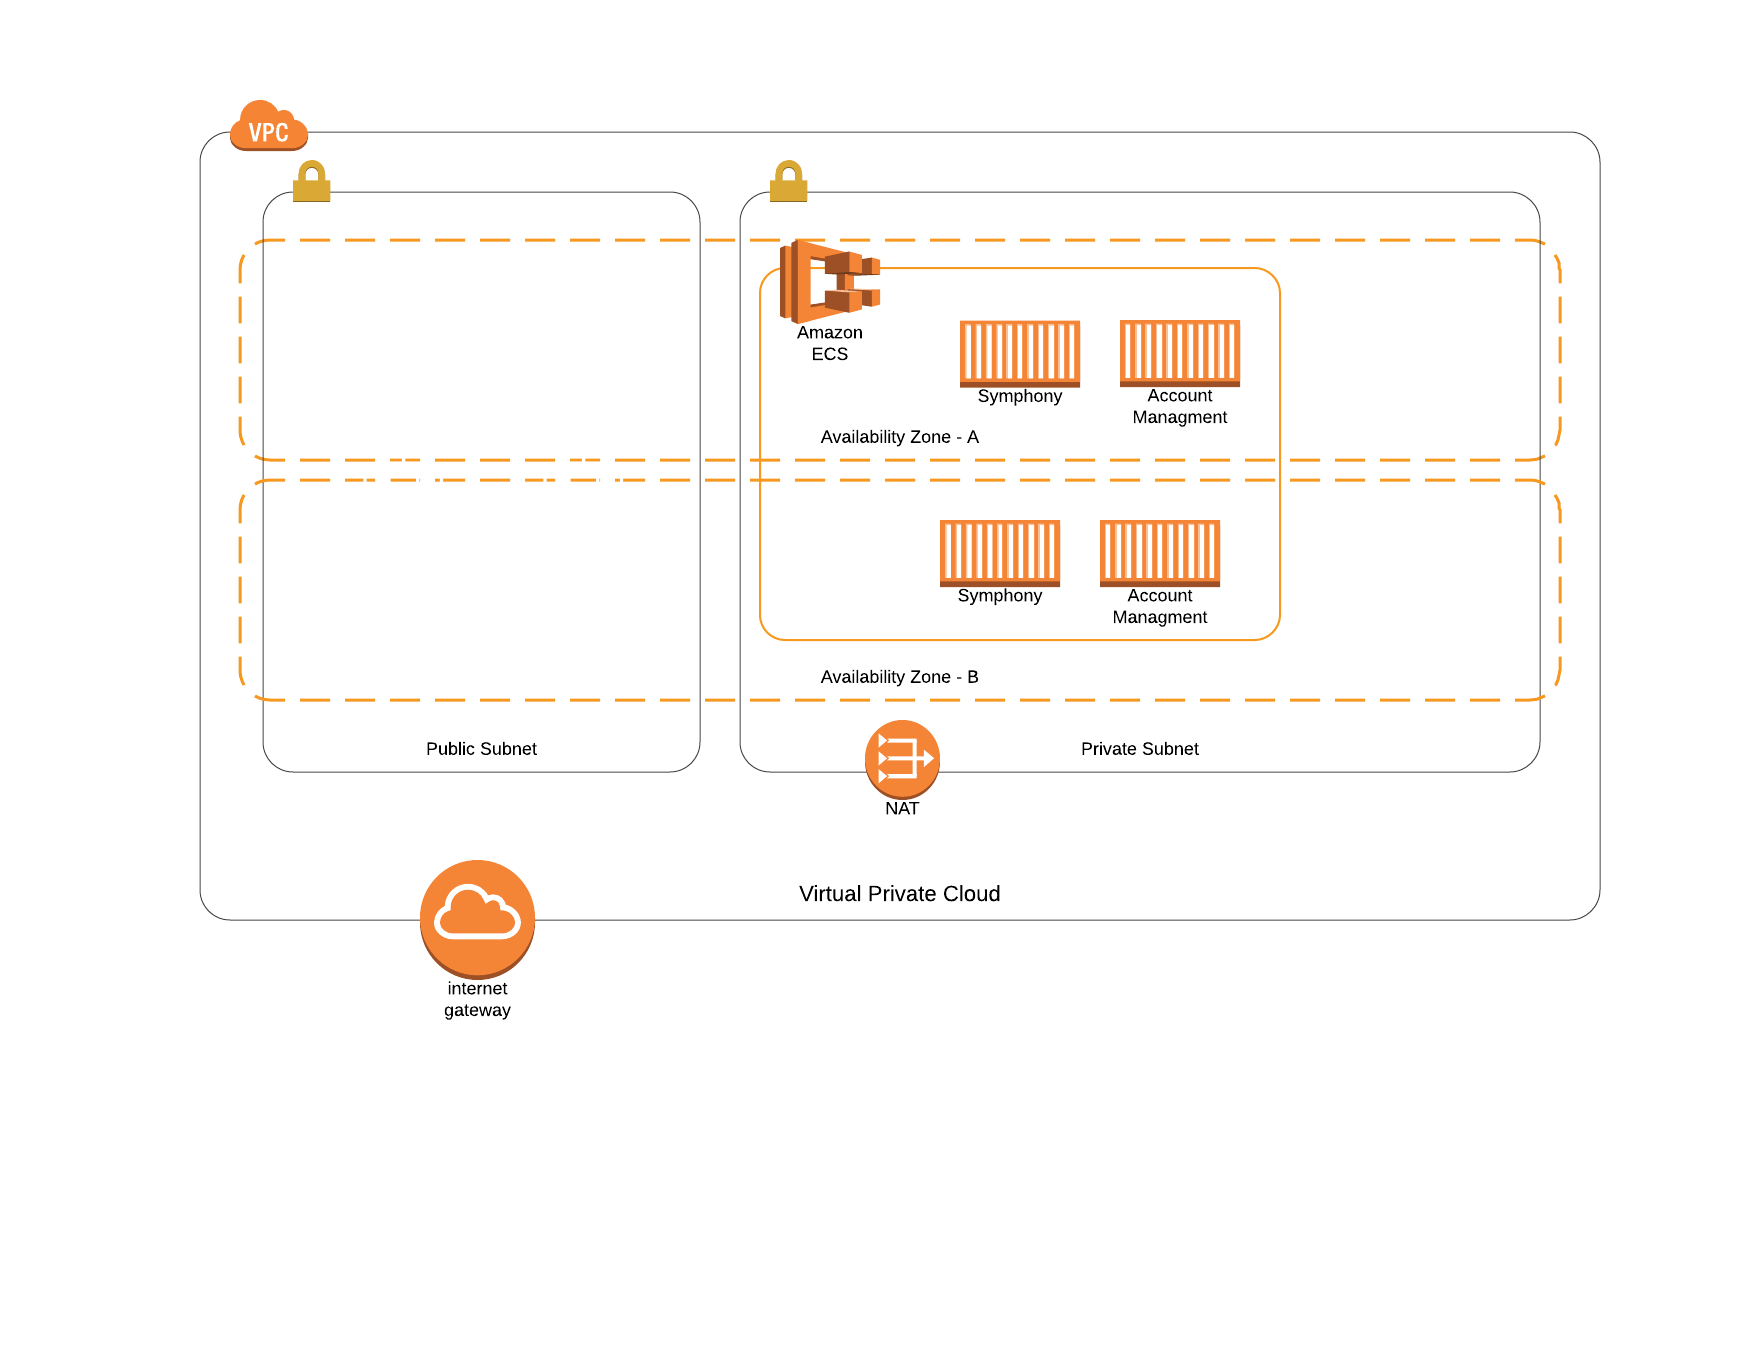 VPC
Amazon
ECS
Symphony
Account
Managment
Availability Zone - A
Symphony
Account
Managment
Availability Zone - B
Public Subnet
Private Subnet
NAT
Virtual Private Cloud
internet
gateway